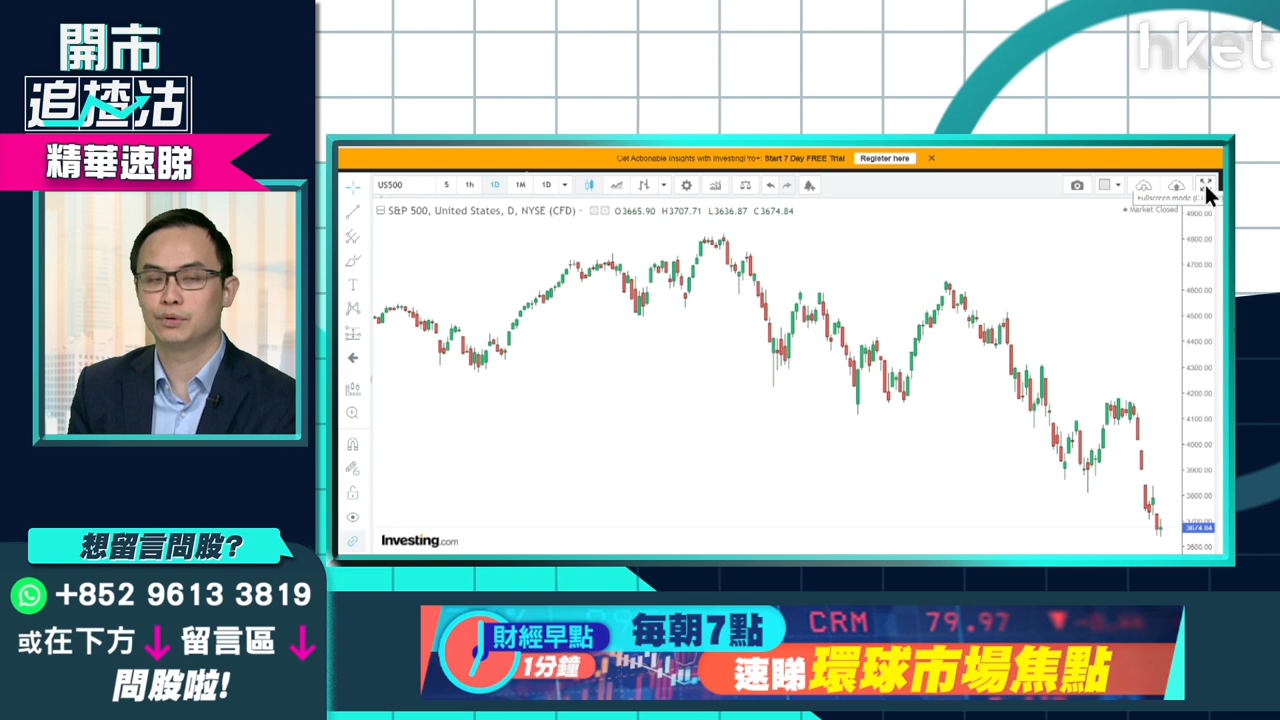 開市
追揸沽
精華速睇
hket
Get Actionable Insights with Investing Pro+: Start 7 Day FREE Trial
Register here
US500
5
1h
1D
1M
1D
Fullscreen mode (C
S&P 500, United States, D, NYSE (CFD)
O3665.90 H3707.71 L3636.87 C3674.84
Market Closed
4900.00
4800.00
4700.00
4600.00
4500.00
4400.00
4300.00
4200.00
4100.00
4000.00
3900.00
3800.00
3700.00
3674.84
3600.00
Investing.com
想留言問股?
+852 9613 3819
或在下方 留言區
問股啦!
財經早點
1分鐘
每朝7點
速睇環球市場焦點
CRM 79.97